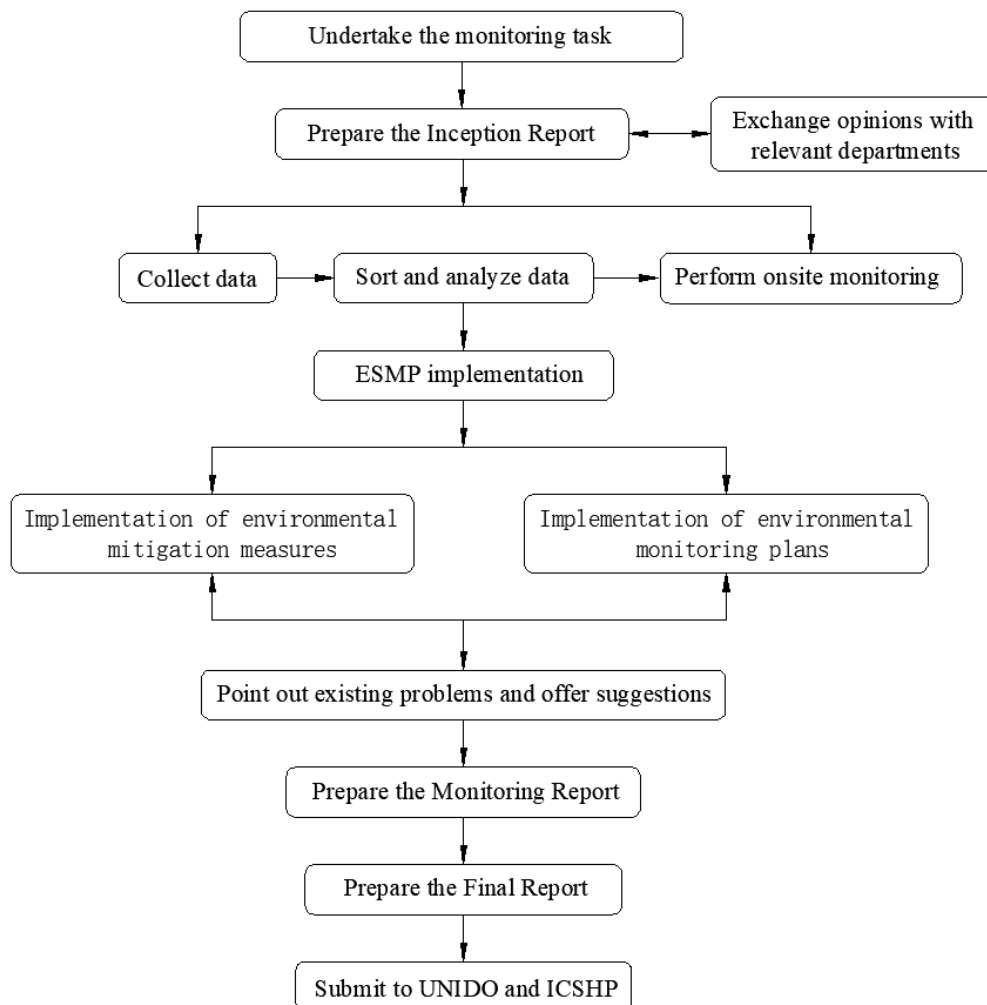 Undertake the monitoring task
Prepare the Inception Report
Exchange opinions with
relevant departments
Collect data
Sort and analyze data
Perform onsite monitoring
ESMP implementation
Implementation of environmental
mitigation measures
Implementation of environmental
monitoring plans
Point out existing problems and offer suggestions
Prepare the Monitoring Report
Prepare the Final Report
Submit to UNIDO and ICSHP